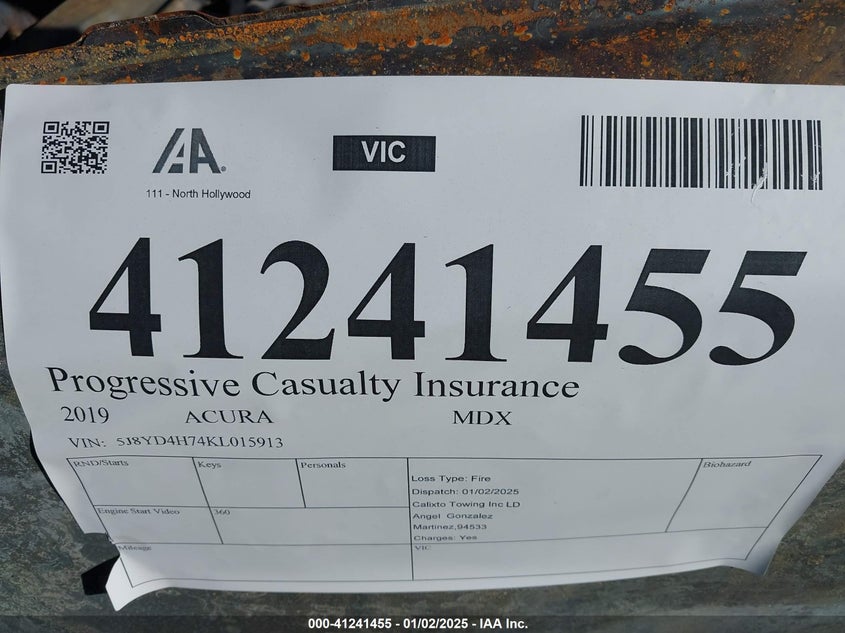 IAA
VIC
111 - North Hollywood
41241455
Progressive Casualty Insurance
2019 ACURA MDX
VIN: 5J8YD4H74KL015913
RND/Starts Keys Personals
Loss Type: Fire
Dispatch: 01/02/2025
Calixto Towing Inc LD
Angel Gonzalez
Martinez,94533
Charges: Yes
Biohazard
Engine Start Video 360
Mileage
VIC
000-41241455 - 01/02/2025 - IAA Inc.